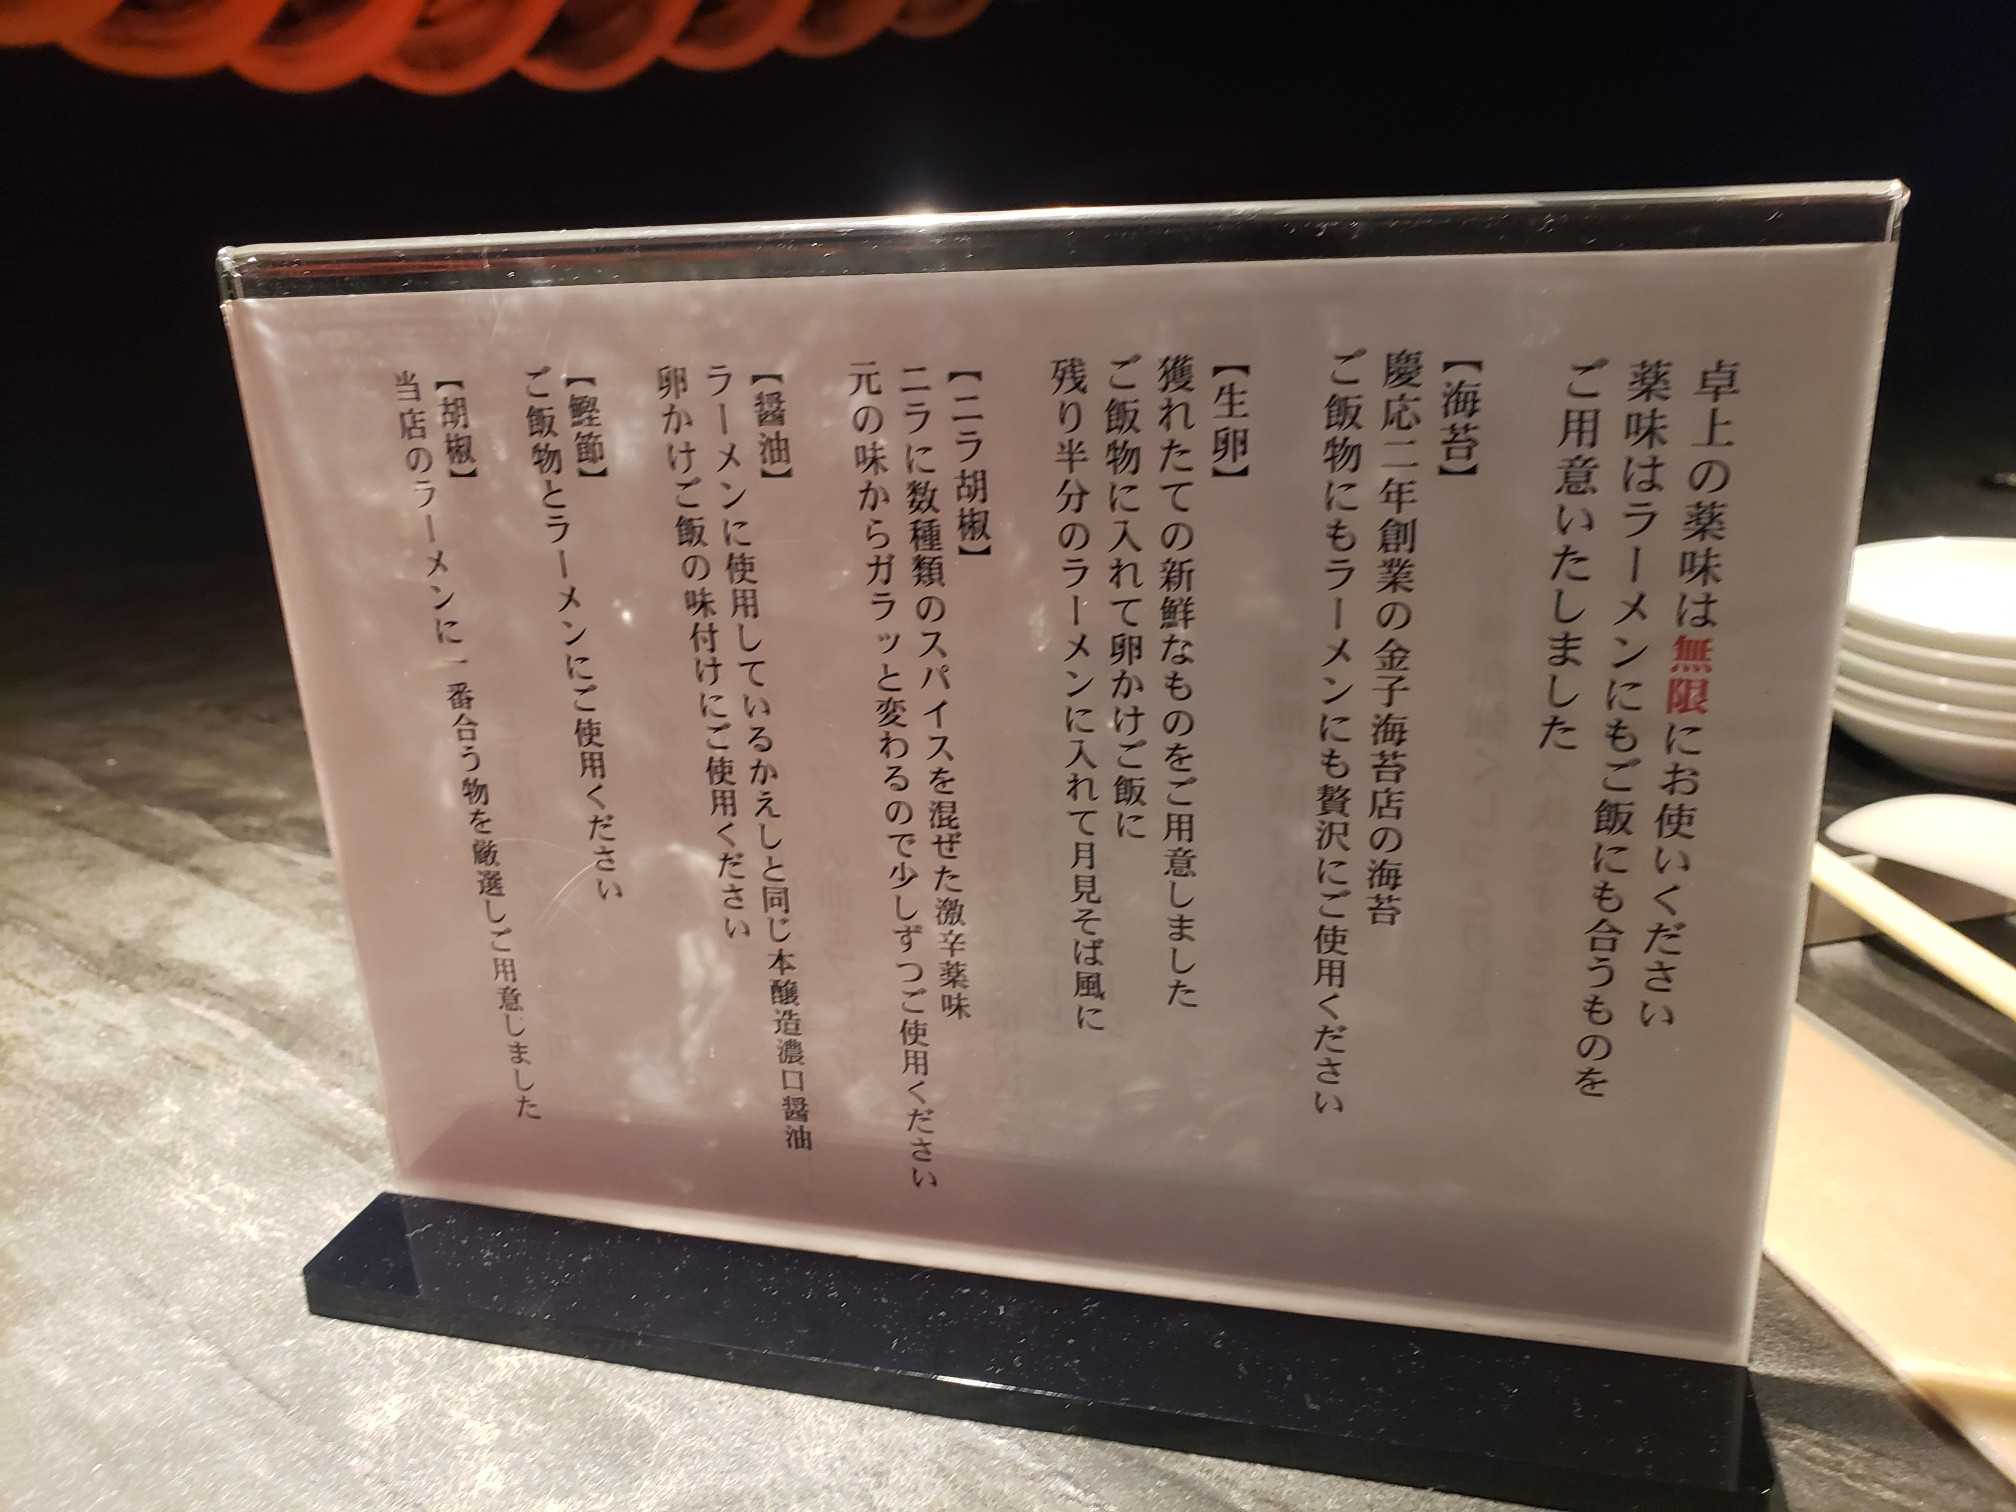 卓上の薬味は無限にお使いください
薬味はラーメンにもご飯にも合うものを
ご用意いたしました
【海苔】
慶応二年創業の金子海苔店の海苔
ご飯物にもラーメンにも贅沢にご使用ください
【生卵】
獲れたての新鮮なものをご用意しました
ご飯物に入れて卵かけご飯に
残り半分のラーメンに入れて月見そば風に
【ニラ胡椒】
ニラに数種類のスパイスを混ぜた激辛薬味
元の味からガラッと変わるので少しずつご使用ください
【醤油】
ラーメンに使用しているかえしと同じ本醸造濃口醤油
卵かけご飯の味付けにご使用ください
【鰹節】
ご飯物とラーメンにご使用ください
【胡椒】
当店のラーメンに一番合う物を厳選しご用意しました